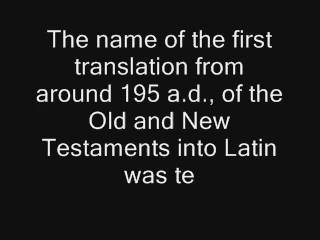 The name of the first
translation from
around 195 a.d., of the
Old and New
Testaments into Latin
was te